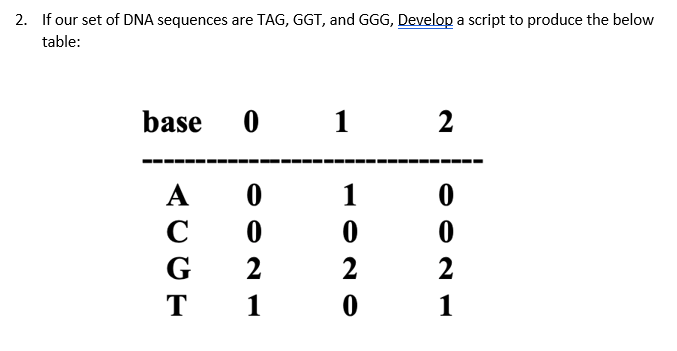 2. If our set of DNA sequences are TAG, GGT, and GGG, Develop a script to produce the below
table:
base 0 1 2
-----------------------------------
A 0 1 0
C 0 0 0
G 2 2 2
T 1 0 1